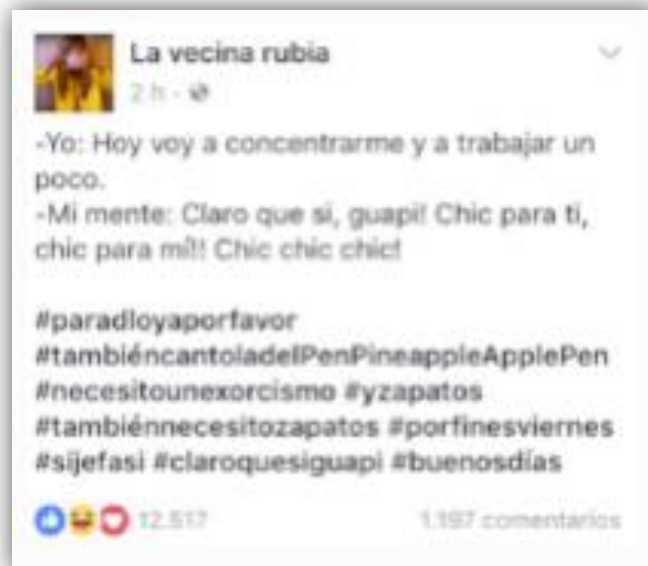 La vecina rubia
2 h ·
-Yo: Hoy voy a concentrarme y a trabajar un
poco.
-Mi mente: Claro que si, guapi! Chic para ti,
chic para mí!! Chic chic chic!
#paradloyaporfavor
#tambiéncantoladelPenPineappleApplePen
#necesitounexorcismo #yzapatos
#tambiénnecesitozapatos #porfinesviernes
#sijefasi #claroquesiguapi #buenosdías
12.517 1.197 comentarios